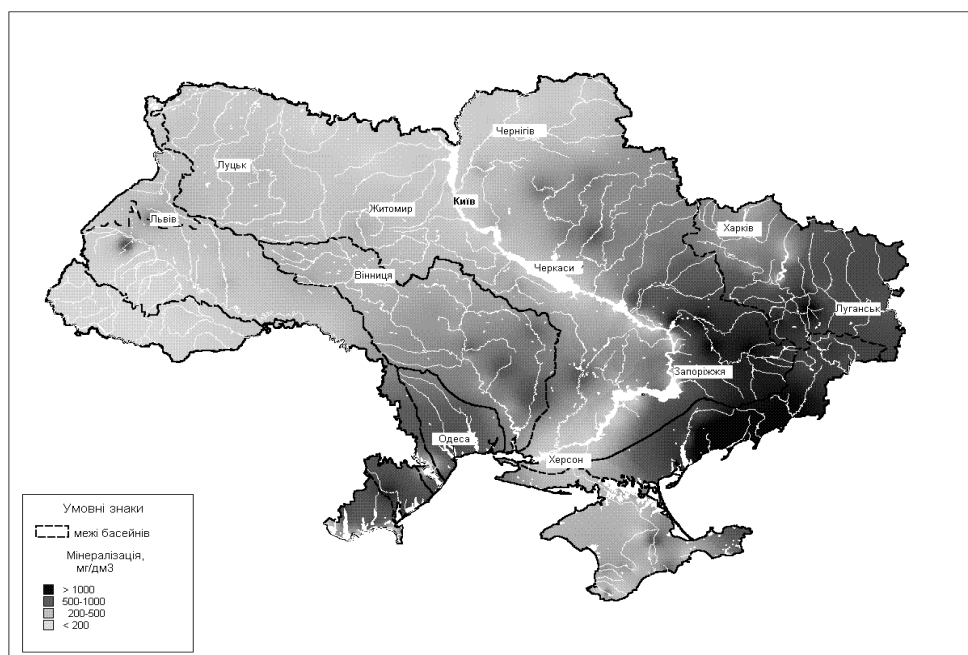 Чернігів
Луцьк
Київ
Житомир
Львів
Харків
Черкаси
Вінниця
Луганськ
Запоріжжя
Одеса
Херсон
Умовні знаки
межі басейнів
Мінералізація,
мг/дм3
> 1000
500-1000
200-500
< 200